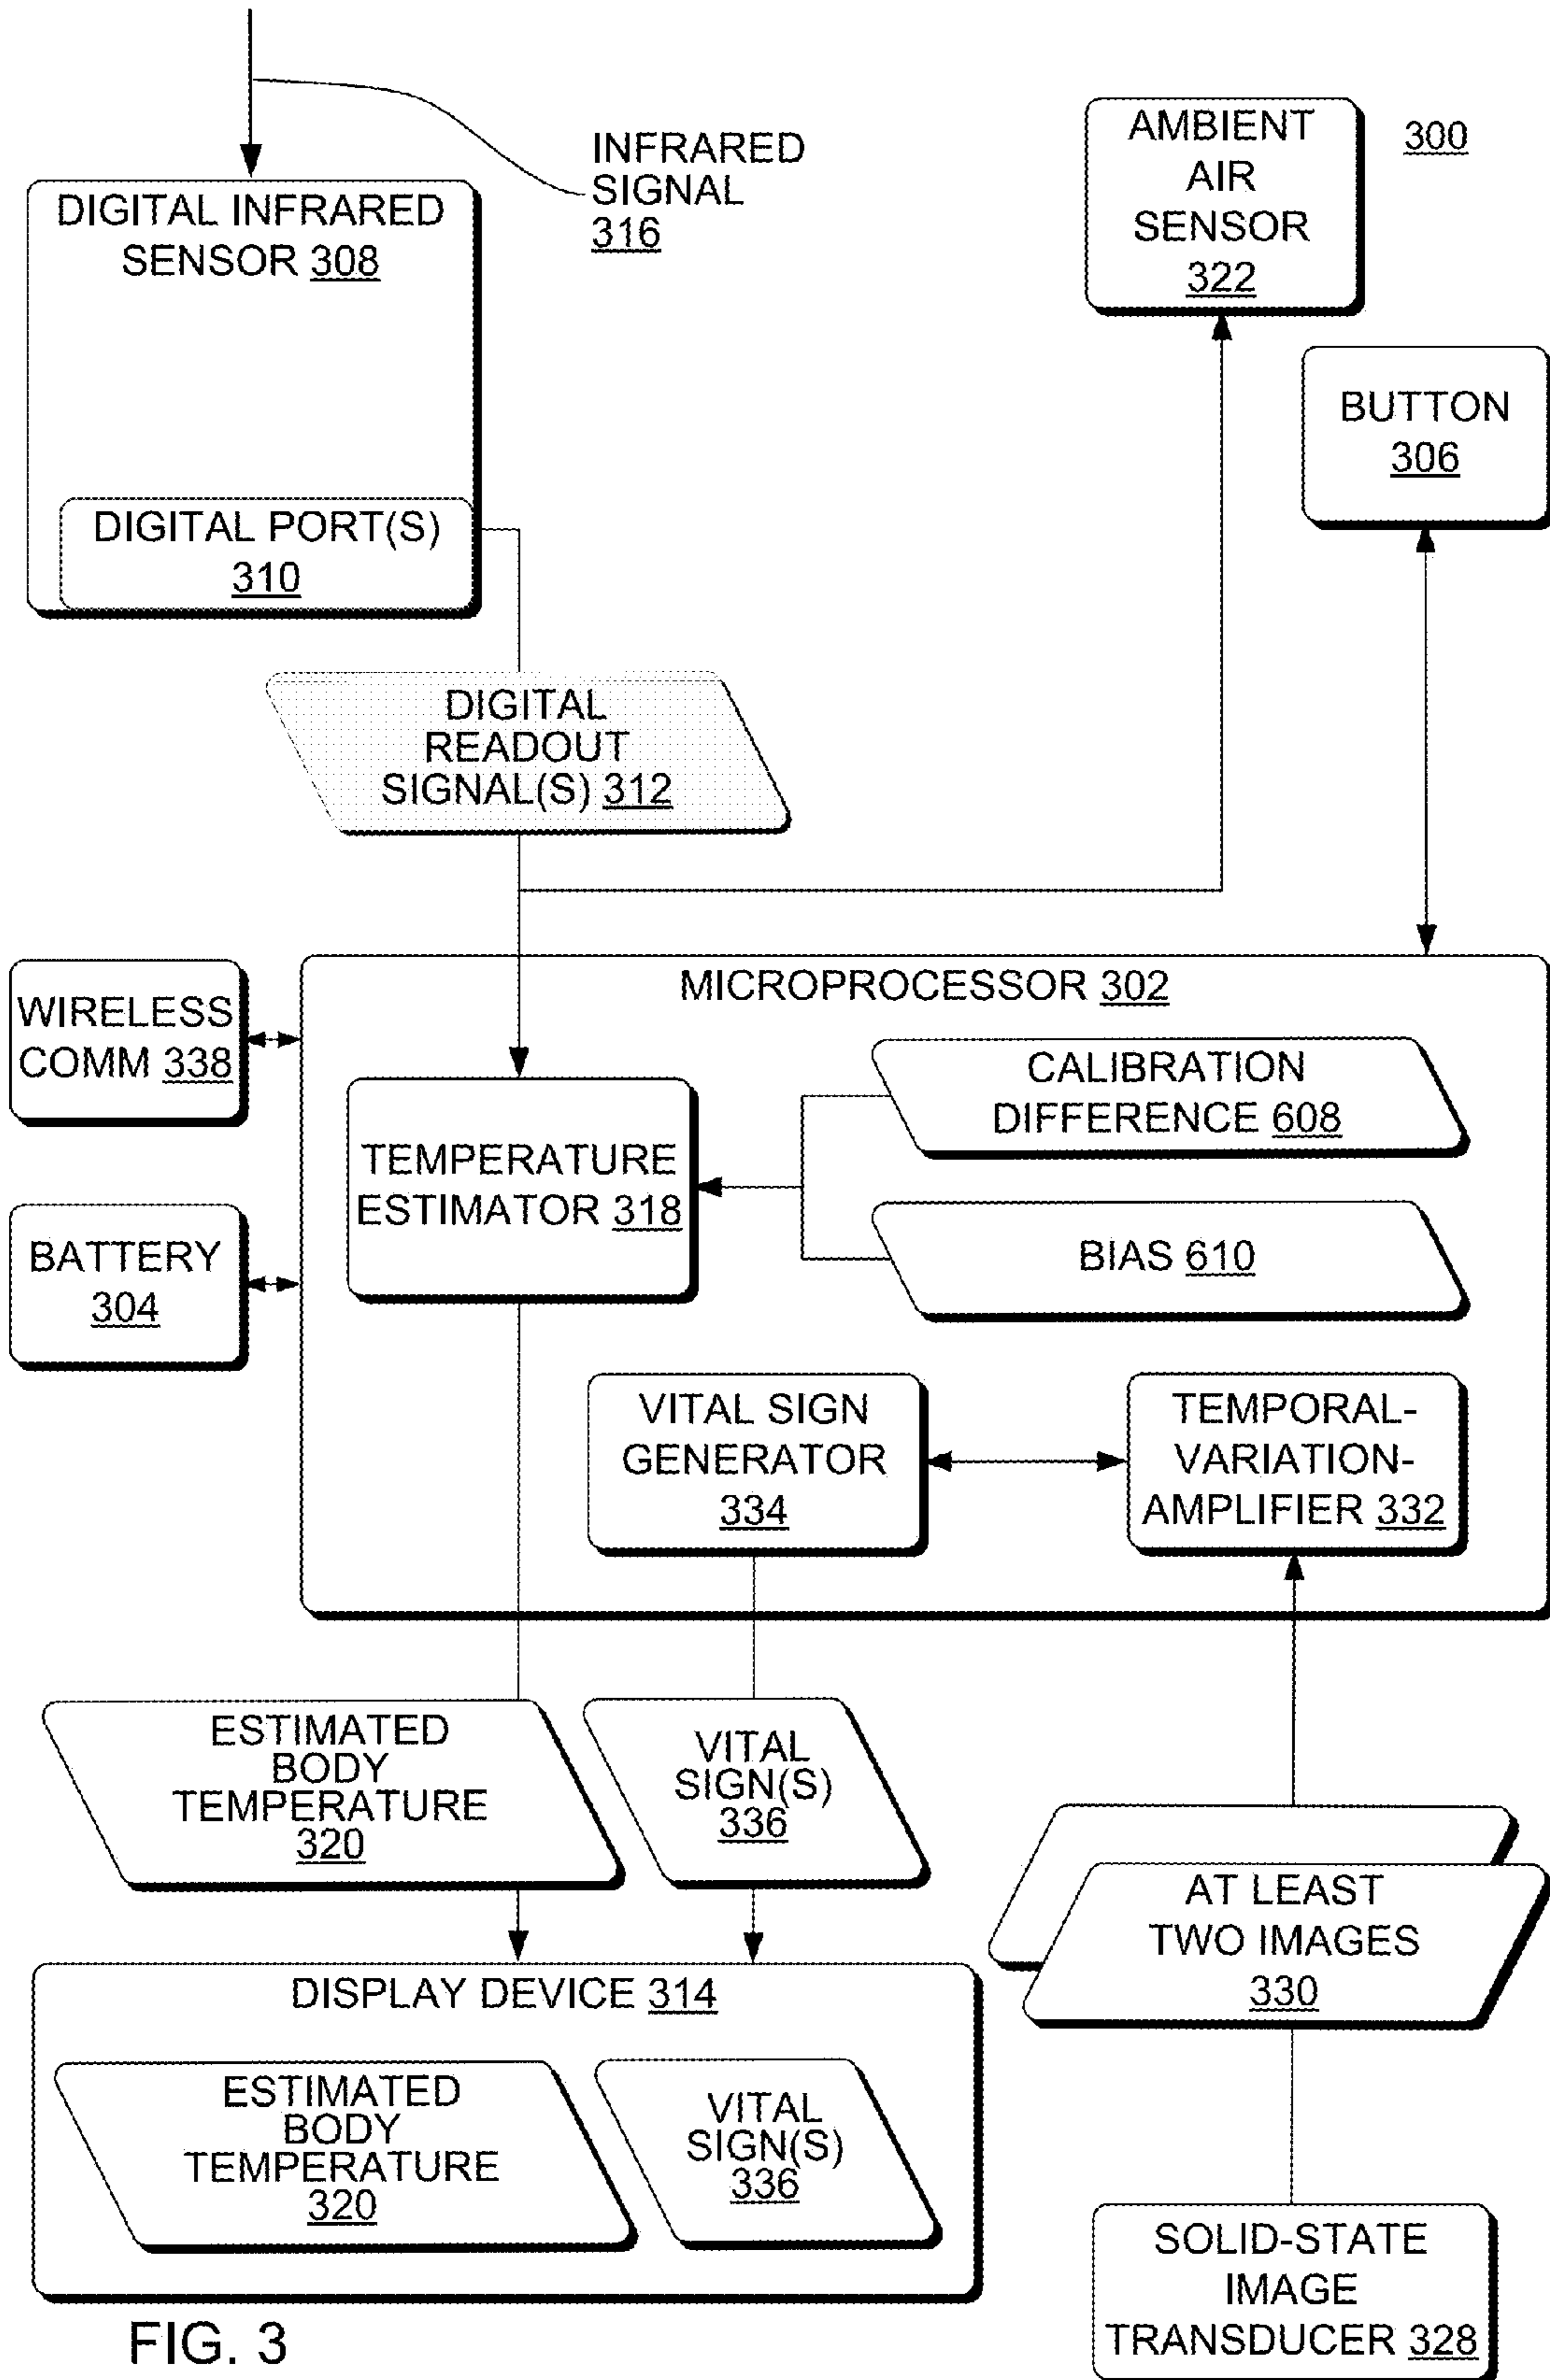 INFRARED
SIGNAL
316
AMBIENT
AIR
SENSOR
322
300
DIGITAL INFRARED
SENSOR 308
BUTTON
306
DIGITAL PORT(S)
310
DIGITAL
READOUT
SIGNAL(S) 312
MICROPROCESSOR 302
WIRELESS
COMM 338
CALIBRATION
DIFFERENCE 608
TEMPERATURE
ESTIMATOR 318
BATTERY
304
BIAS 610
VITAL SIGN
GENERATOR
334
TEMPORAL-
VARIATION-
AMPLIFIER 332
ESTIMATED
BODY
TEMPERATURE
320
VITAL
SIGN(S)
336
AT LEAST
TWO IMAGES
330
DISPLAY DEVICE 314
ESTIMATED
BODY
TEMPERATURE
320
VITAL
SIGN(S)
336
SOLID-STATE
IMAGE
TRANSDUCER 328
FIG. 3